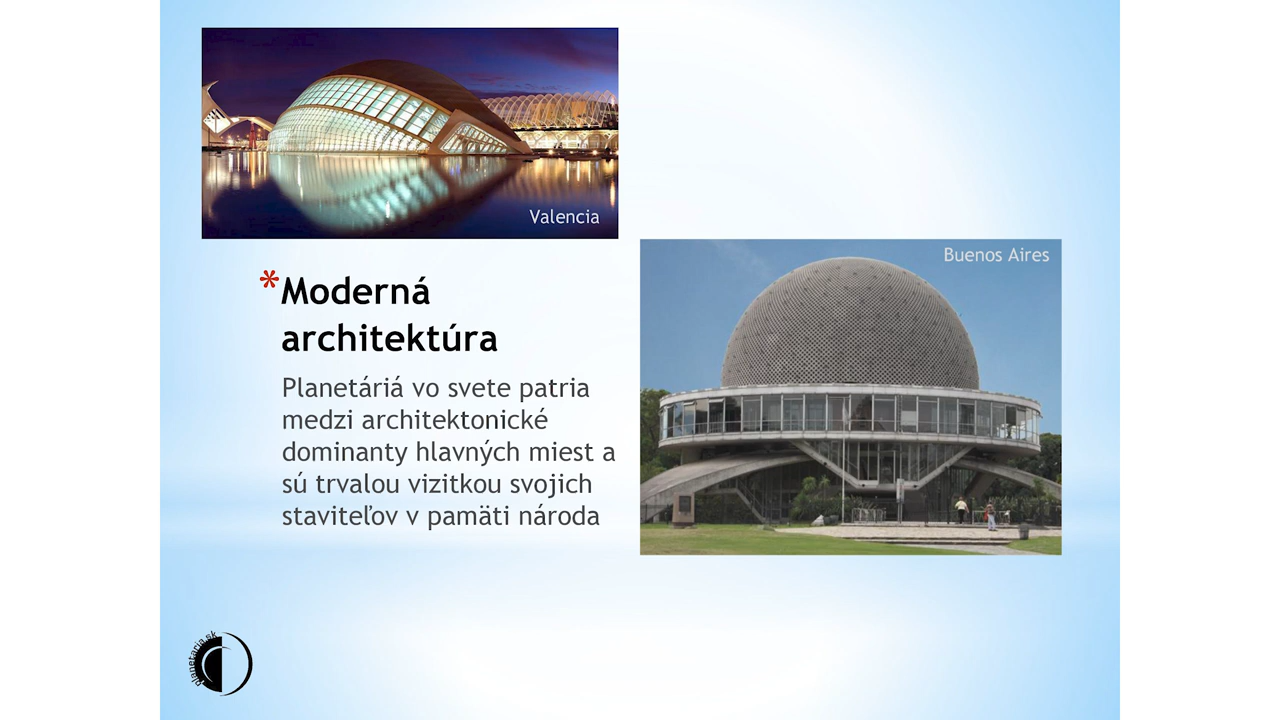 Valencia
Buenos Aires
*Moderná
architektúra
Planetáriá vo svete patria
medzi architektonické
dominanty hlavných miest a
sú trvalou vizitkou svojich
staviteľov v pamäti národa
planetaria.sk